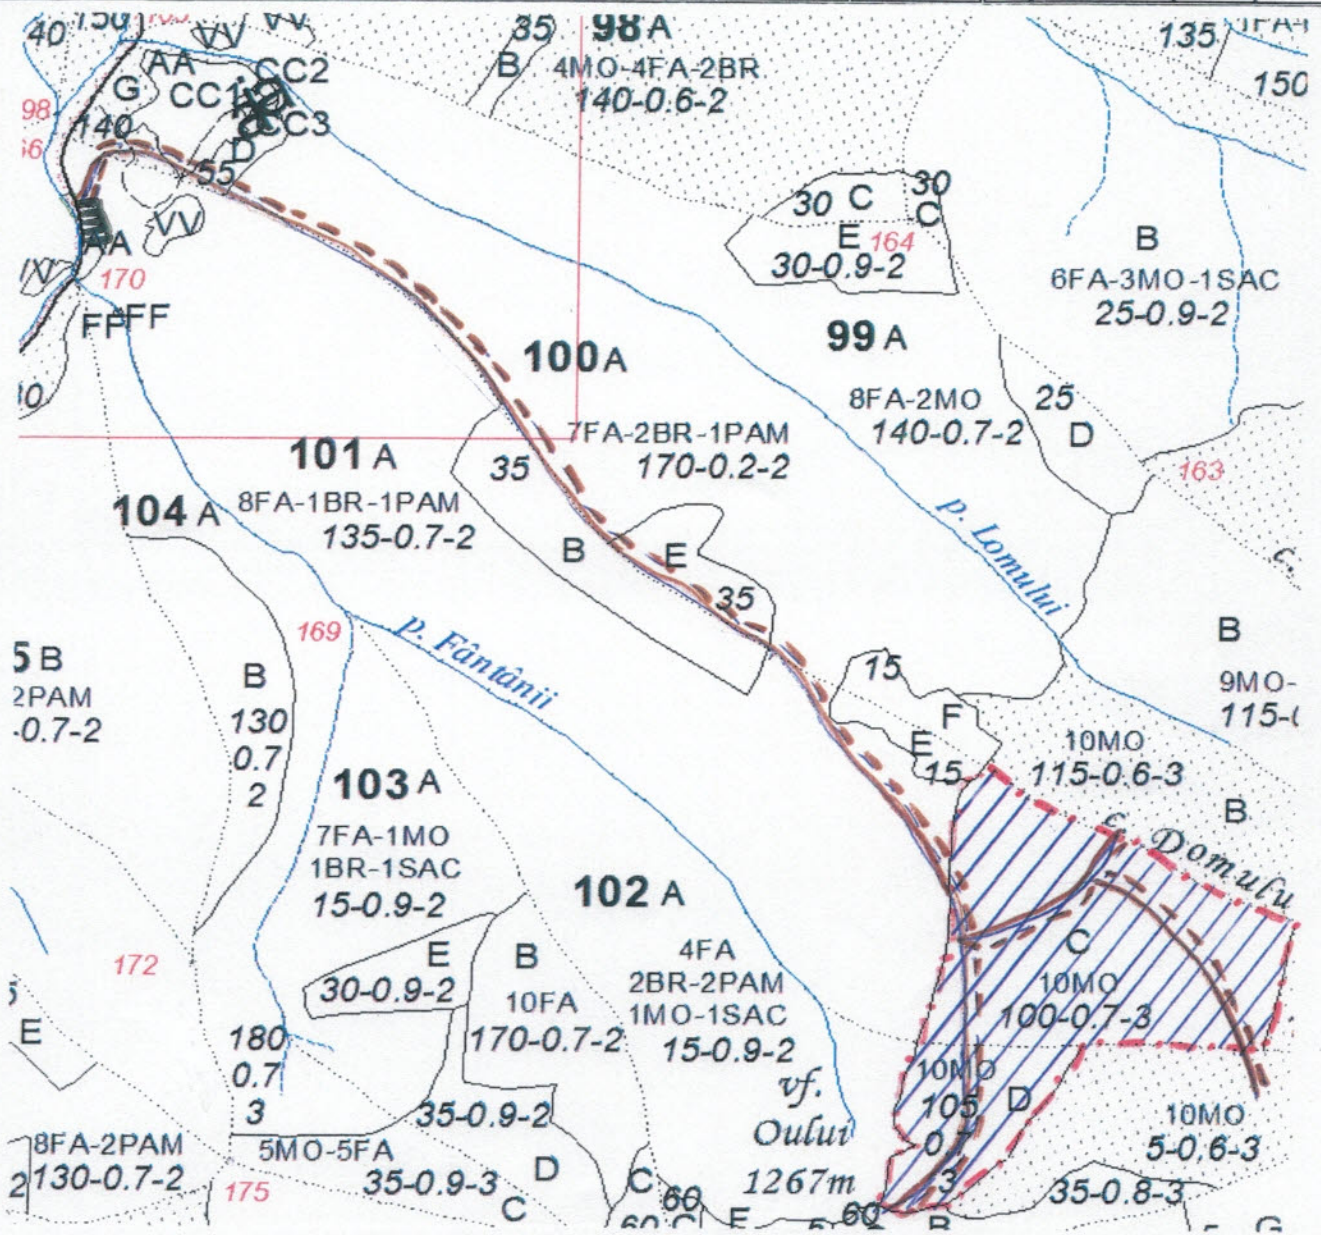 40
150
VV
VV
35
B
98 A
4MO-4FA-2BR
140-0.6-2
135
150
AA
G
CC1
CC2
CC3
140
D
55
98
VV
AA
170
FF
FF
30 C
30
C
E 164
30-0.9-2
B
6FA-3MO-1SAC
25-0.9-2
99 A
8FA-2MO
140-0.7-2
25
D
163
100 A
7FA-2BR-1PAM
170-0.2-2
101 A
8FA-1BR-1PAM
135-0.7-2
35
B
E
35
104 A
p. Lomului
c.
169
p. Fântânii
5 B
2PAM
-0.7-2
B
130
0.7
2
B
9MO-
115-
15
F
E
15
10MO
115-0.6-3
B
c. Domulu
103 A
7FA-1MO
1BR-1SAC
15-0.9-2
102 A
4FA
2BR-2PAM
1MO-1SAC
15-0.9-2
172
E
30-0.9-2
B
10FA
170-0.7-2
C
10MO
100-0.7-3
5
E
180
0.7
3
vf.
Oului
1267m
10MO
105
0.7
3
D
10MO
5-0.6-3
35-0.9-2
8FA-2PAM
130-0.7-2
2
5MO-5FA
35-0.9-3
175
D
C
C
60
35-0.8-3
60
C
E
60
B
G